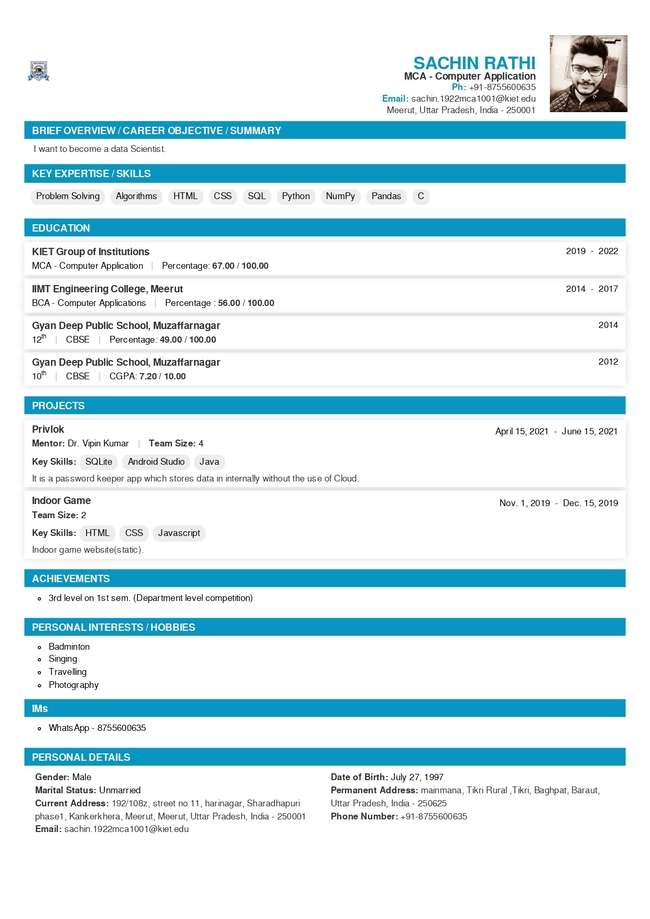 SACHIN RATHI
MCA - Computer Application
Ph: +91-8755600635
Email: sachin.1922mca1001@kiet.edu
Meerut, Uttar Pradesh, India - 250001
BRIEF OVERVIEW / CAREER OBJECTIVE / SUMMARY
I want to become a data Scientist.
KEY EXPERTISE / SKILLS
Problem Solving Algorithms HTML CSS SQL Python NumPy Pandas C
EDUCATION
KIET Group of Institutions 2019 - 2022
MCA - Computer Application | Percentage: 67.00 / 100.00
IIMT Engineering College, Meerut 2014 - 2017
BCA - Computer Applications | Percentage : 56.00 / 100.00
Gyan Deep Public School, Muzaffarnagar 2014
12th | CBSE | Percentage: 49.00 / 100.00
Gyan Deep Public School, Muzaffarnagar 2012
10th | CBSE | CGPA: 7.20 / 10.00
PROJECTS
Privlok April 15, 2021 - June 15, 2021
Mentor: Dr. Vipin Kumar | Team Size: 4
Key Skills: SQLite Android Studio Java
It is a password keeper app which stores data in internally without the use of Cloud.
Indoor Game Nov. 1, 2019 - Dec. 15, 2019
Team Size: 2
Key Skills: HTML CSS Javascript
Indoor game website(static).
ACHIEVEMENTS
3rd level on 1st sem. (Department level competition)
PERSONAL INTERESTS / HOBBIES
Badminton
Singing
Travelling
Photography
IMs
WhatsApp - 8755600635
PERSONAL DETAILS
Gender: Male
Marital Status: Unmarried
Current Address: 192/108z, street no 11, harinagar, Sharadhapuri
phase1, Kankerkhera, Meerut, Meerut, Uttar Pradesh, India - 250001
Email: sachin.1922mca1001@kiet.edu
Date of Birth: July 27, 1997
Permanent Address: mainmana, Tikri Rural ,Tikri, Baghpat, Baraut,
Uttar Pradesh, India - 250625
Phone Number: +91-8755600635